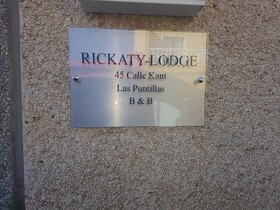 RICKATY-LODGE
45 Calle Kant
Las Puntillas
B & B